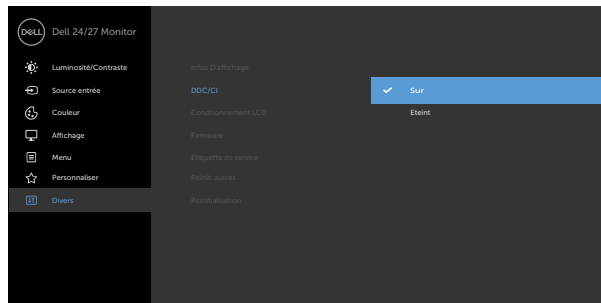 DELL Dell 24/27 Monitor
Luminosité/Contraste
Source entrée
Couleur
Affichage
Menu
Personnaliser
Divers
Infos D'affichage
DDC/CI
Conditionnement LCD
Firmware
Étiquette de service
Réinit. autres
Réinitialisation
Sur
Eteint